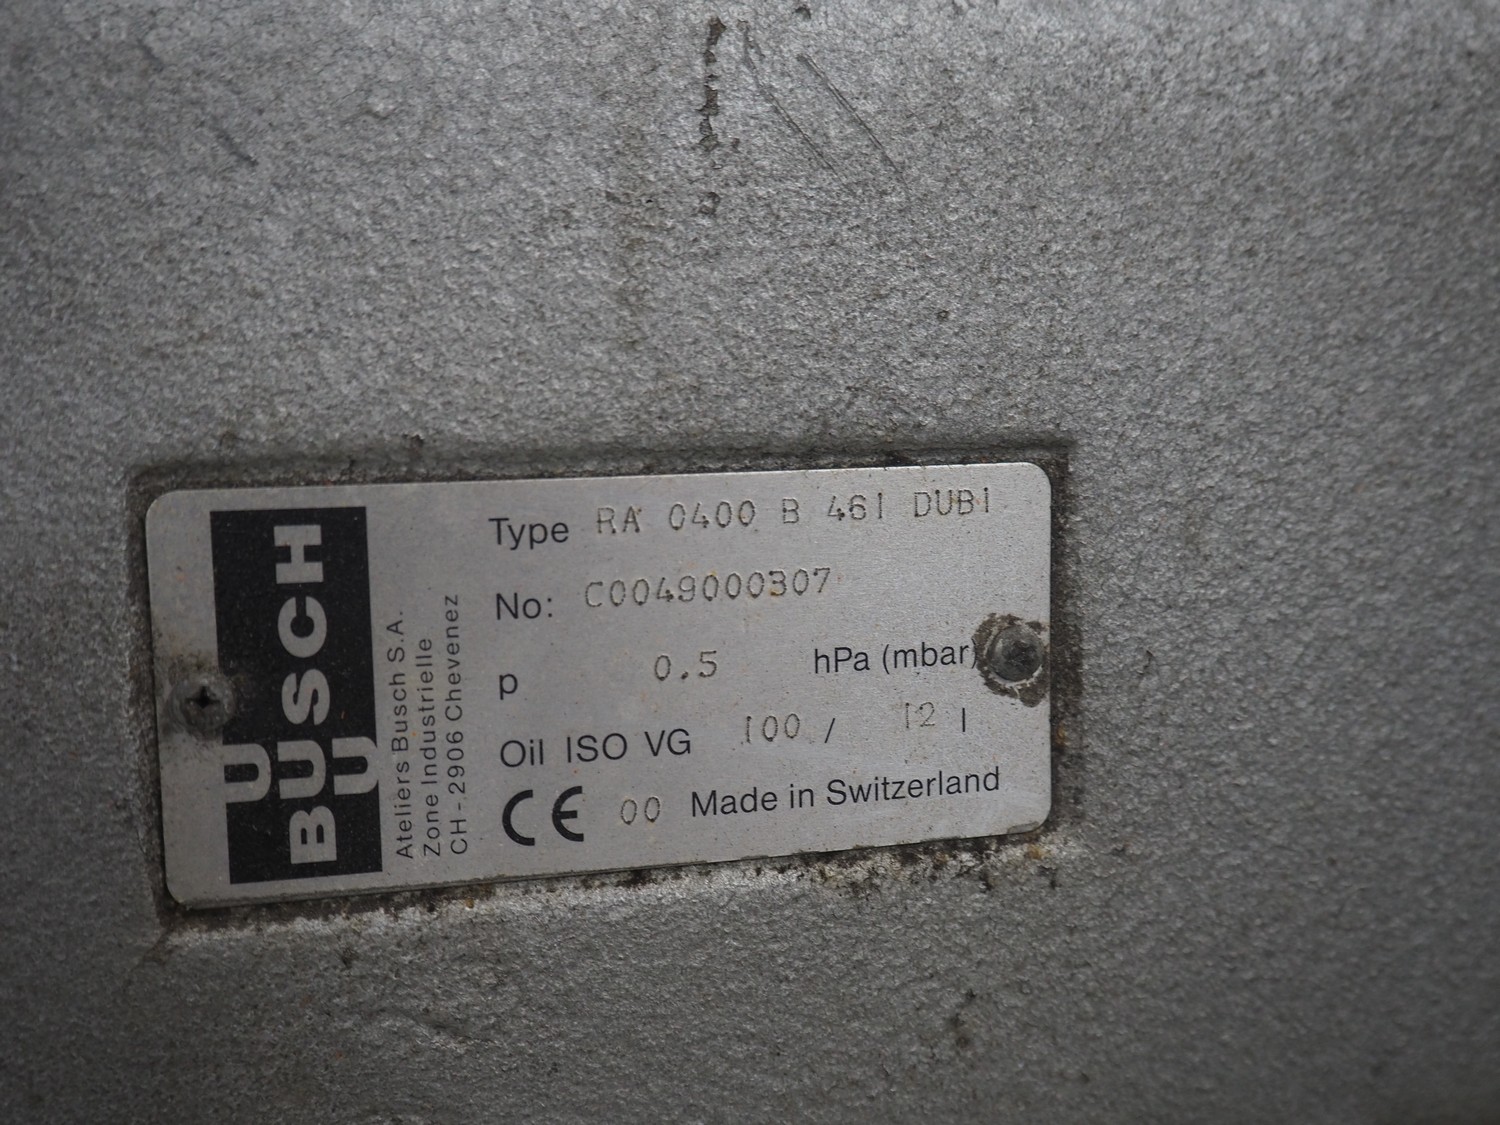 BUSCH
Ateliers Busch S.A.
Zone Industrielle
CH - 2906 Chevenez
Type RA 0400 B 461 DUB1
No: C0049000307
p 0.5 hPa (mbar)
Oil ISO VG 100 / 12 l
CE 00 Made in Switzerland